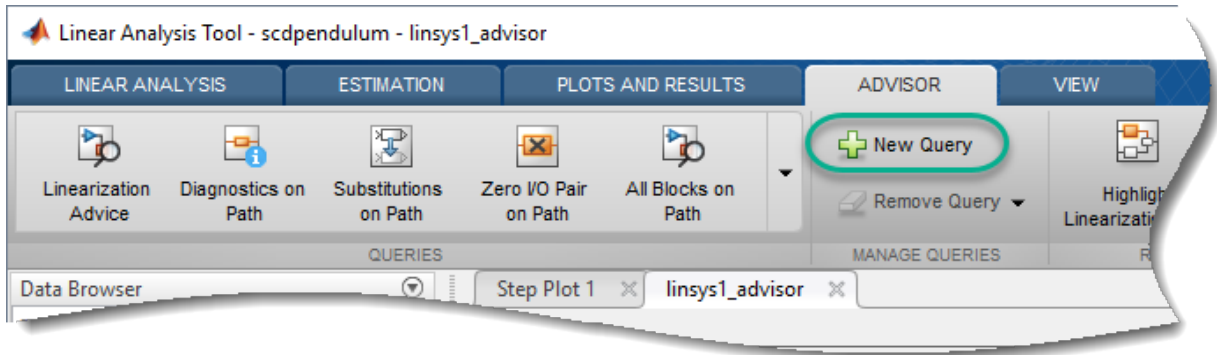 Linear Analysis Tool - scdpendulum - linsys1_advisor
LINEAR ANALYSIS ESTIMATION PLOTS AND RESULTS ADVISOR VIEW
Linearization Advice
Diagnostics on Path
Substitutions on Path
Zero I/O Pair on Path
All Blocks on Path
QUERIES
New Query
Remove Query
MANAGE QUERIES
Data Browser
Step Plot 1
linsys1_advisor